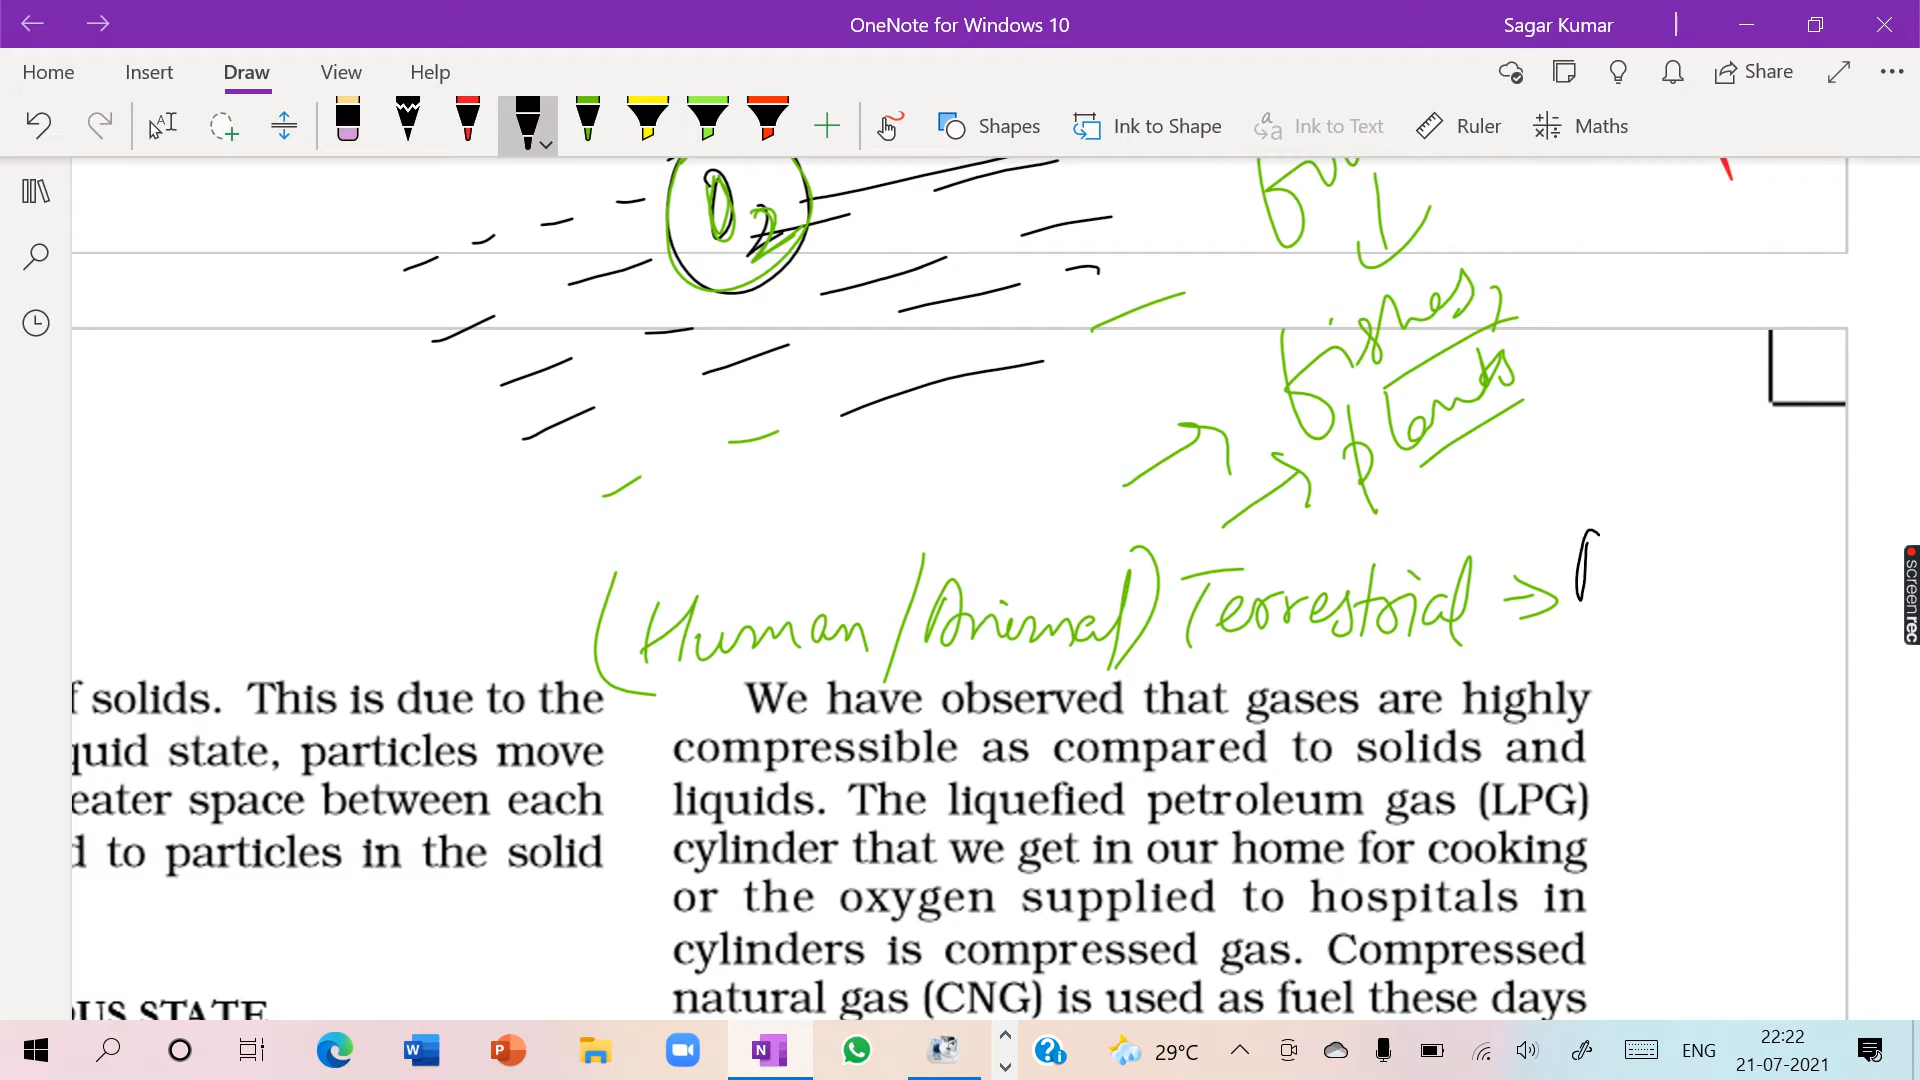 OneNote for Windows 10
Sagar Kumar
Home Insert Draw View Help
Share
Shapes Ink to Shape Ink to Text Ruler Maths
O2
fishes,
plants
(Human/Animal) Terrestrial ⇒
f solids. This is due to the
quid state, particles move
eater space between each
d to particles in the solid
OUS STATE
We have observed that gases are highly
compressible as compared to solids and
liquids. The liquefied petroleum gas (LPG)
cylinder that we get in our home for cooking
or the oxygen supplied to hospitals in
cylinders is compressed gas. Compressed
natural gas (CNG) is used as fuel these days
screenrec
29°C
ENG
22:22
21-07-2021